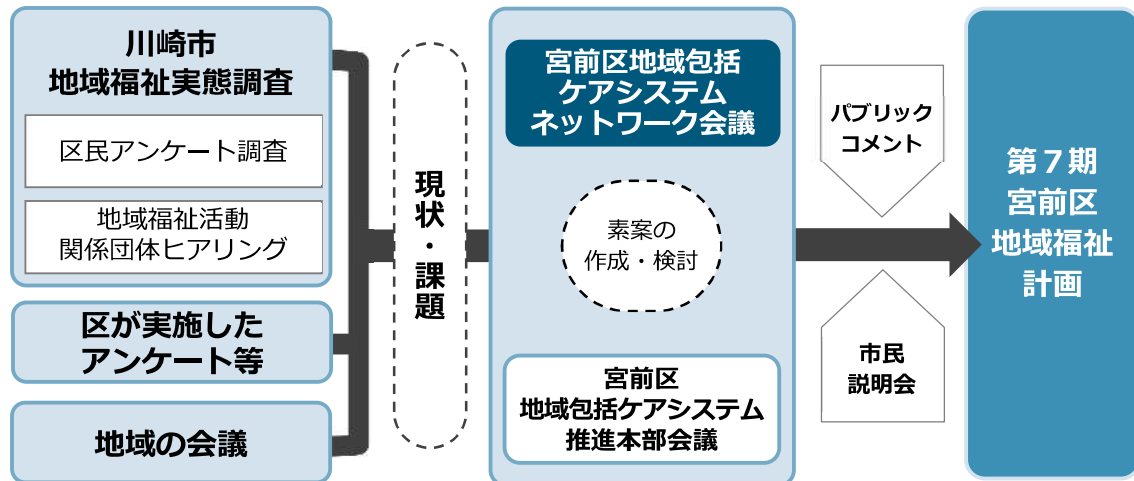 川崎市
地域福祉実態調査
区民アンケート調査
地域福祉活動
関係団体ヒアリング
区が実施した
アンケート等
地域の会議
現状・課題
宮前区地域包括
ケアシステム
ネットワーク会議
素案の
作成・検討
宮前区
地域包括ケアシステム
推進本部会議
パブリック
コメント
市民
説明会
第７期
宮前区
地域福祉
計画